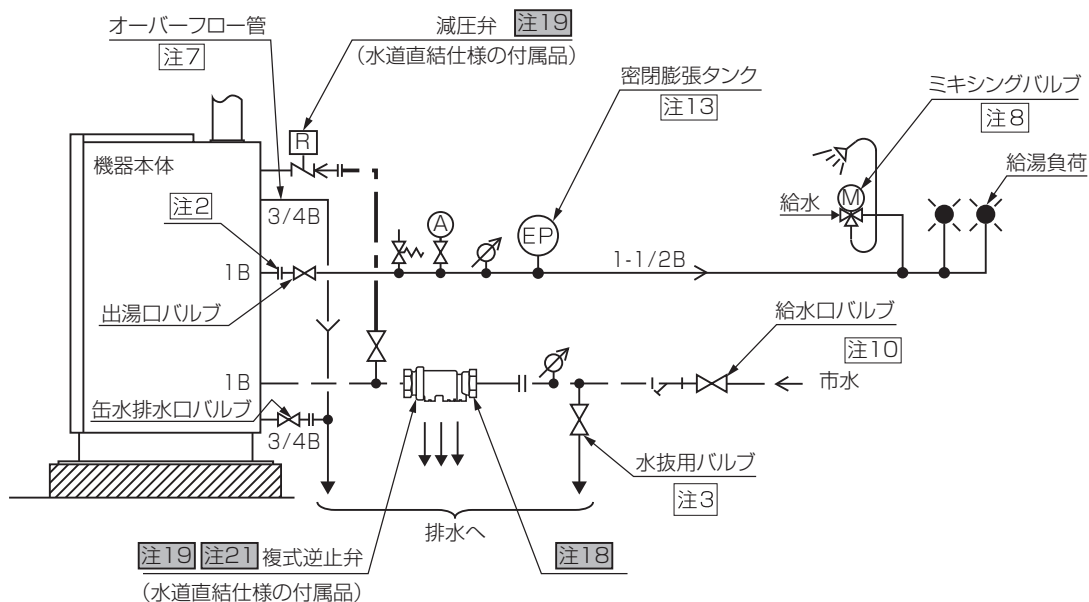 オーバーフロー管
注7
減圧弁 注19
（水道直結仕様の付属品）
密閉膨張タンク
注13
ミキシングバルブ
注8
給湯負荷
機器本体
R
注2
3/4B
A
EP
給水
M
1B
1-1/2B
出湯口バルブ
給水口バルブ
注10
1B
市水
缶水排水口バルブ
3/4B
水抜用バルブ
注3
排水へ
注19 注21 複式逆止弁
（水道直結仕様の付属品）
注18